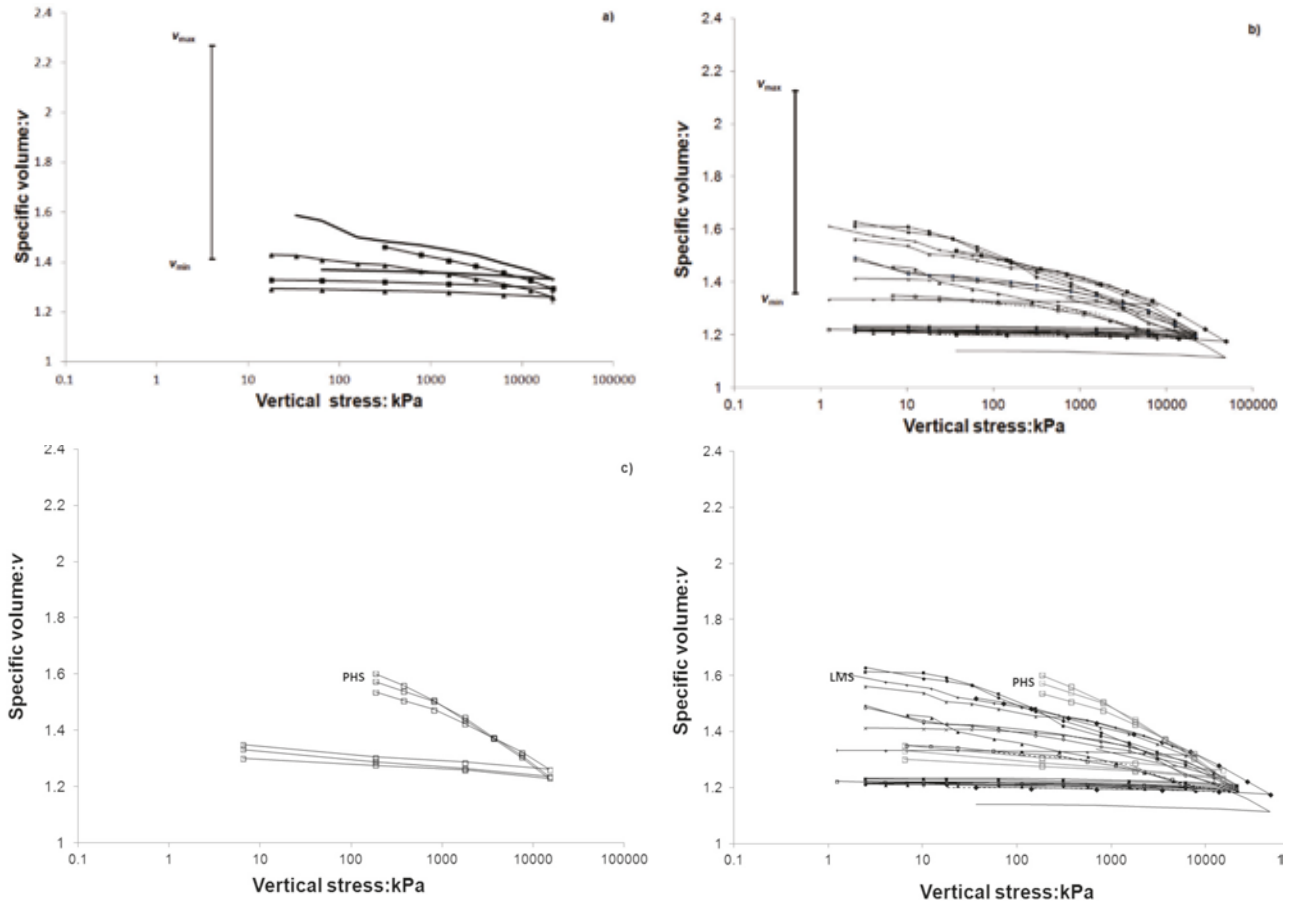 a)
2.4
v max
2.2
2
1.8
1.6
1.4
v min
1.2
1
Specific volume:v
0.1 1 10 100 1000 10000 100000
Vertical stress: kPa
b)
2.4
2.2
v max
2
1.8
1.6
1.4
v min
1.2
1
Specific volume:v
0.1 1 10 100 1000 10000 100000
Vertical stress:kPa
c)
2.4
2.2
2
1.8
1.6
PHS
1.4
1.2
1
Specific volume:v
0.1 1 10 100 1000 10000 100000
Vertical stress:kPa
2.4
2.2
2
1.8
1.6
LMS
PHS
1.4
1.2
1
Specific volume:v
0.1 1 10 100 1000 10000 1
Vertical stress:kPa